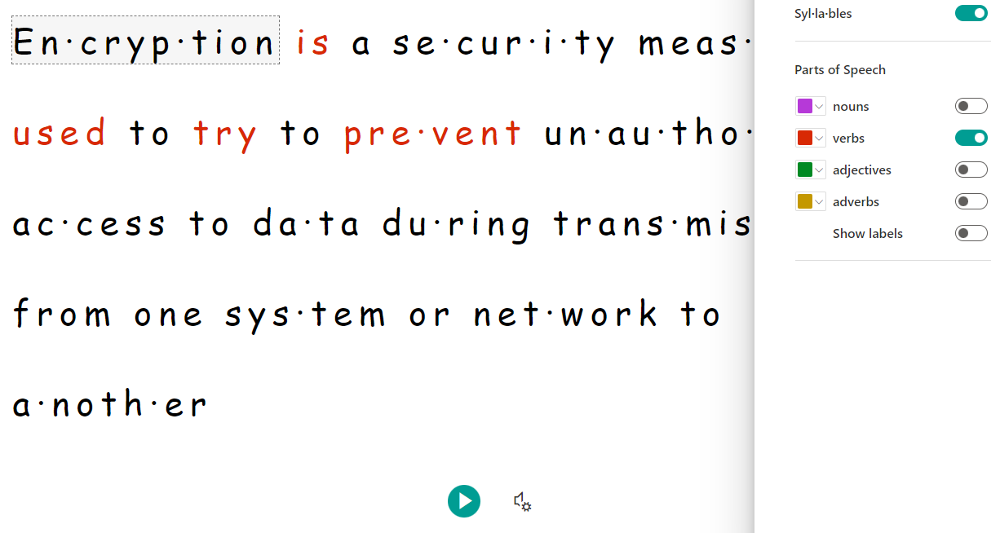 En·cryp·tion is a se·cur·i·ty meas·
used to try to pre·vent un·au·tho·
ac·cess to da·ta du·ring trans·mis
from one sys·tem or net·work to
a·noth·er
Syl·la·bles
Parts of Speech
nouns
verbs
adjectives
adverbs
Show labels